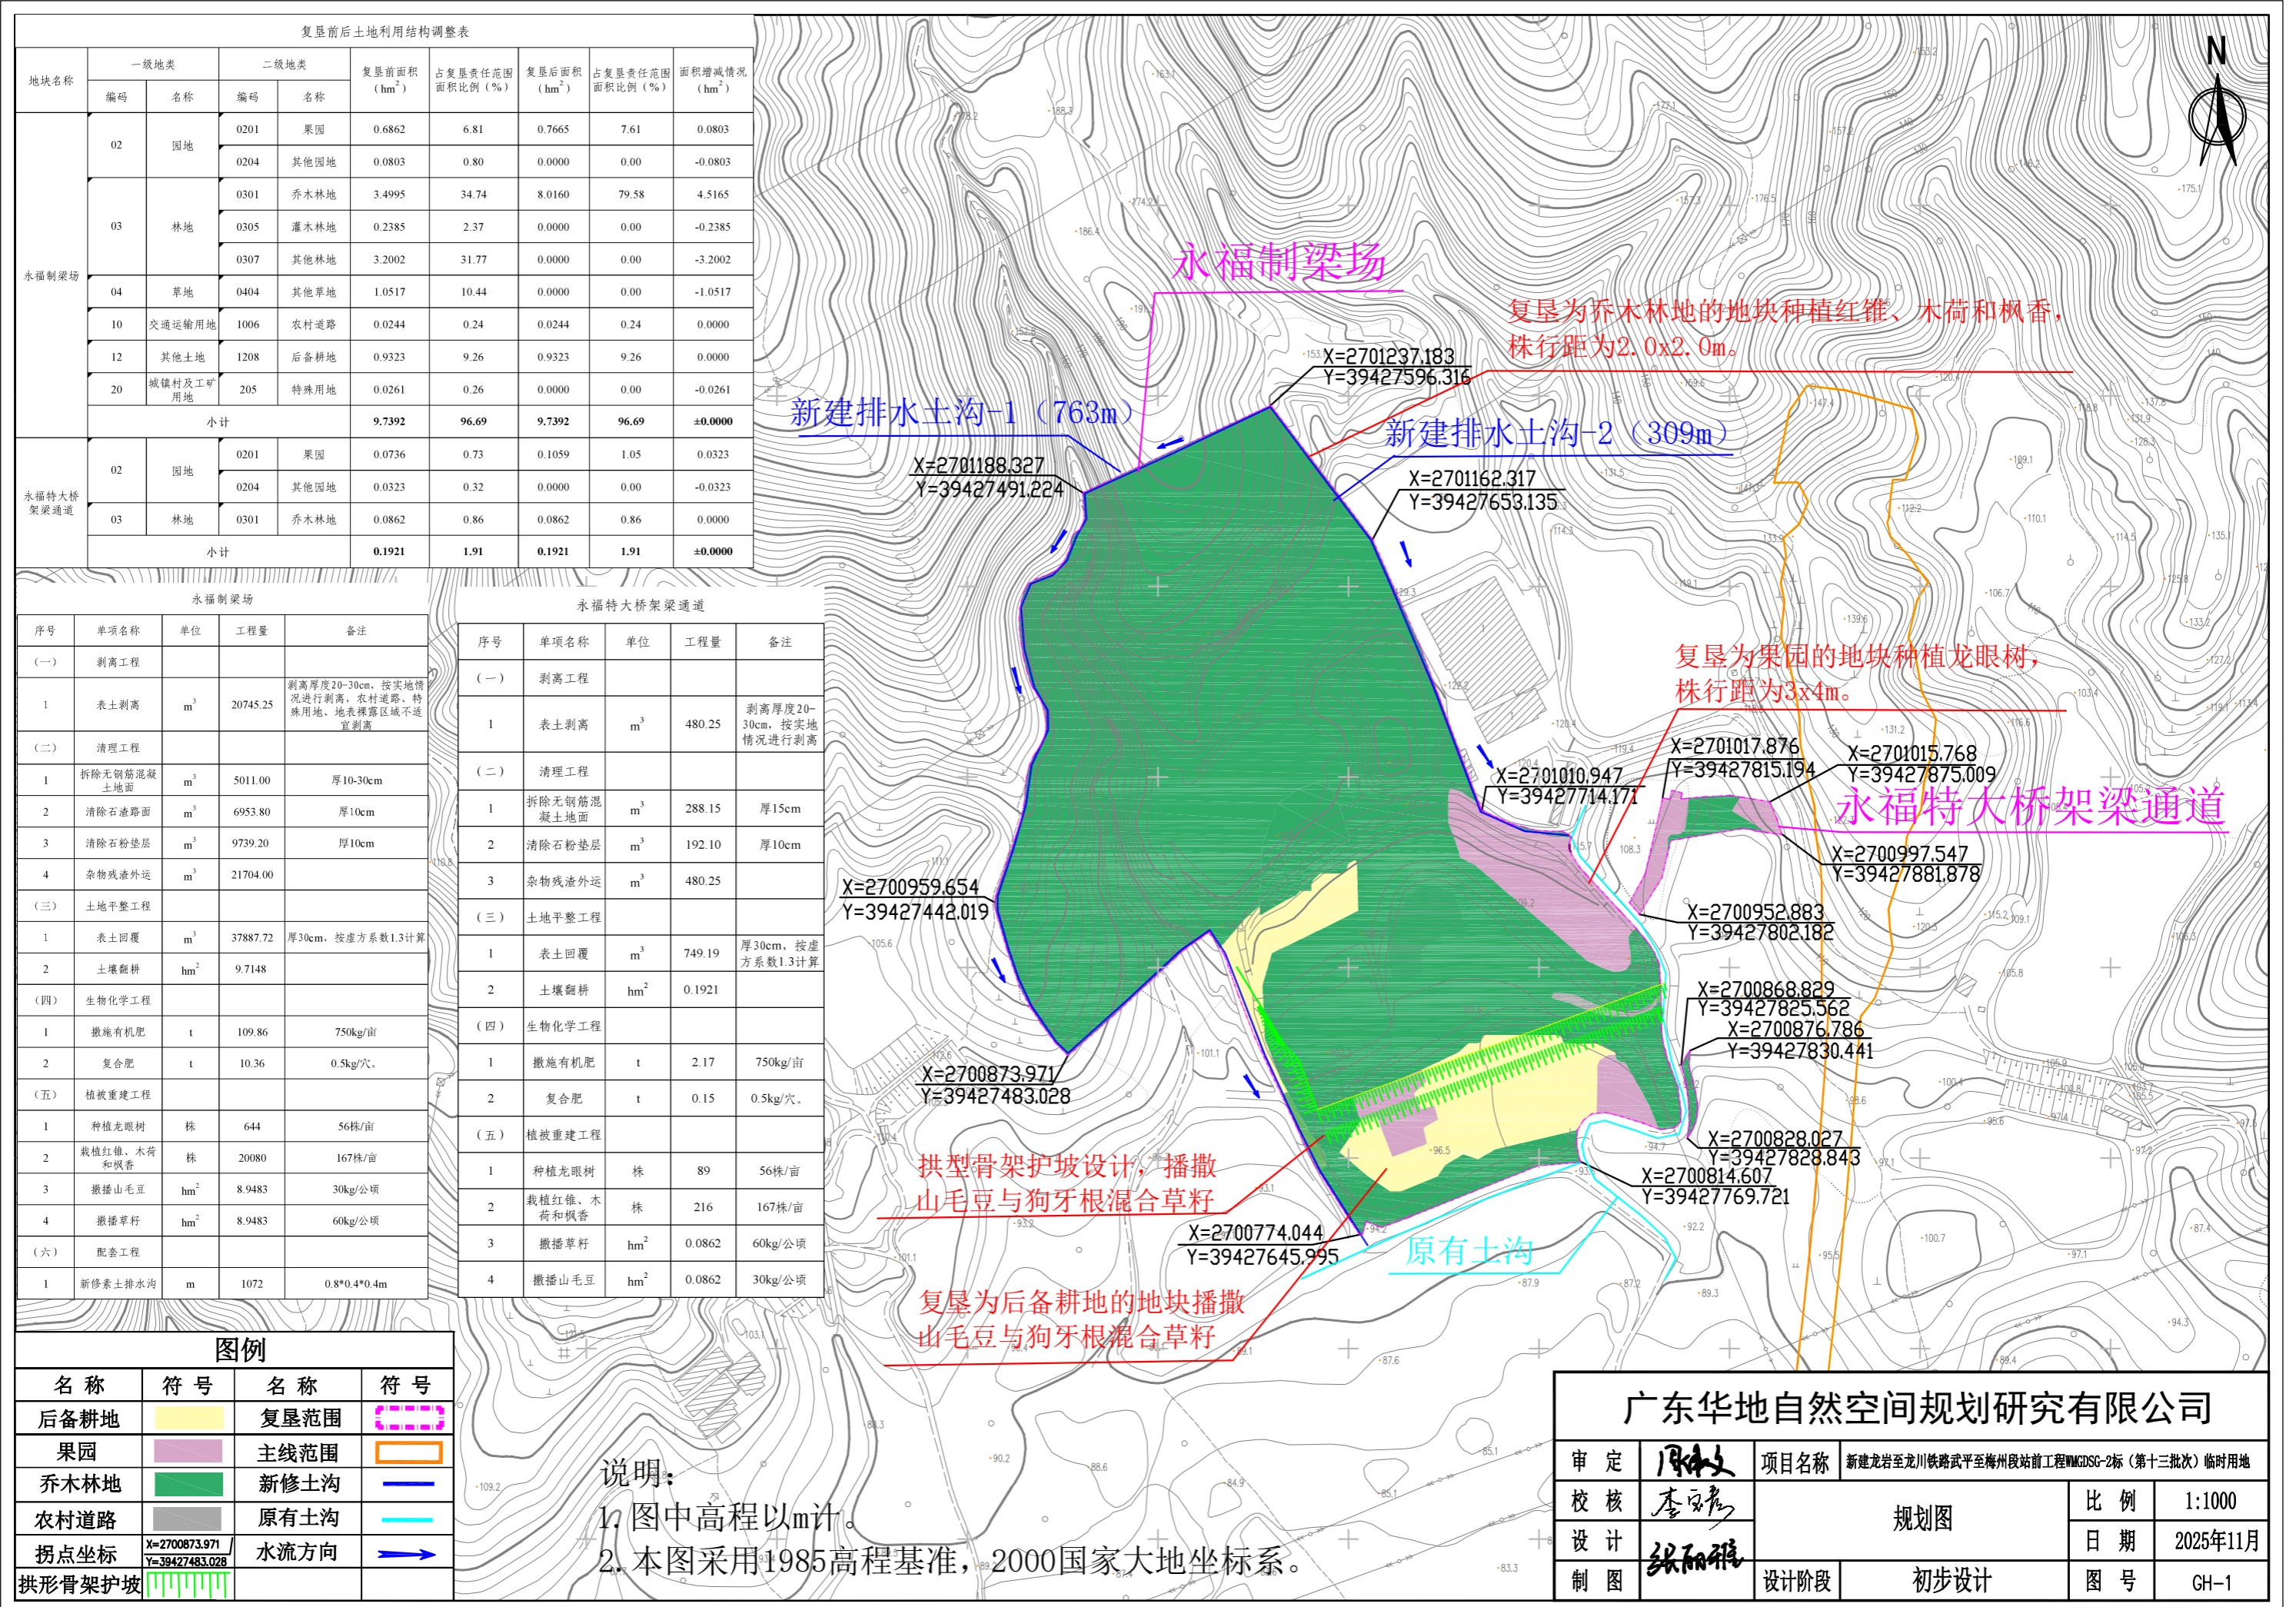 复垦前后土地利用结构调整表
地块名称 一级地类 二级地类 复垦前面积（hm²） 占复垦责任范围面积比例（%） 复垦后面积（hm²） 占复垦责任范围面积比例（%） 面积增减情况（hm²）
编码 名称 编码 名称
永福制梁场 02 园地 0201 果园 0.6862 6.81 0.7665 7.61 0.0803
0204 其他园地 0.0803 0.80 0.0000 0.00 -0.0803
03 林地 0301 乔木林地 3.4995 34.74 8.0160 79.58 4.5165
0305 灌木林地 0.2385 2.37 0.0000 0.00 -0.2385
0307 其他林地 3.2002 31.77 0.0000 0.00 -3.2002
04 草地 0404 其他草地 1.0517 10.44 0.0000 0.00 -1.0517
10 交通运输用地 1006 农村道路 0.0244 0.24 0.0244 0.24 0.0000
12 其他土地 1208 后备耕地 0.9323 9.26 0.9323 9.26 0.0000
20 城镇村及工矿用地 205 特殊用地 0.0261 0.26 0.0000 0.00 -0.0261
小计 9.7392 96.69 9.7392 96.69 ±0.0000
永福特大桥架梁通道 02 园地 0201 果园 0.0736 0.73 0.1059 1.05 0.0323
0204 其他园地 0.0323 0.32 0.0000 0.00 -0.0323
03 林地 0301 乔木林地 0.0862 0.86 0.0862 0.86 0.0000
小计 0.1921 1.91 0.1921 1.91 ±0.0000
永福制梁场
序号 单项名称 单位 工程量 备注
（一） 剥离工程
1 表土剥离 m³ 20745.25 剥离厚度20-30cm，按实地情况进行剥离，农村道路、特殊用地、地表裸露区域不适宜剥离
（二） 清理工程
1 拆除无钢筋混凝土地面 m³ 5011.00 厚10-30cm
2 清除石渣路面 m³ 6953.80 厚10cm
3 清除石粉垫层 m³ 9739.20 厚10cm
4 杂物残渣外运 m³ 21704.00
（三） 土地平整工程
1 表土回覆 m³ 37887.72 厚30cm，按虚方系数1.3计算
2 土壤翻耕 hm² 9.7148
（四） 生物化学工程
1 撒施有机肥 t 109.86 750kg/亩
2 复合肥 t 10.36 0.5kg/穴。
（五） 植被重建工程
1 种植龙眼树 株 644 56株/亩
2 栽植红锥、木荷和枫香 株 20080 167株/亩
3 撒播山毛豆 hm² 8.9483 30kg/公顷
4 撒播草籽 hm² 8.9483 60kg/公顷
（六） 配套工程
1 新修素土排水沟 m 1072 0.8*0.4*0.4m
永福特大桥架梁通道
序号 单项名称 单位 工程量 备注
（一） 剥离工程
1 表土剥离 m³ 480.25 剥离厚度20-30cm，按实地情况进行剥离
（二） 清理工程
1 拆除无钢筋混凝土地面 m³ 288.15 厚15cm
2 清除石粉垫层 m³ 192.10 厚10cm
3 杂物残渣外运 m³ 480.25
（三） 土地平整工程
1 表土回覆 m³ 749.19 厚30cm，按虚方系数1.3计算
2 土壤翻耕 hm² 0.1921
（四） 生物化学工程
1 撒施有机肥 t 2.17 750kg/亩
2 复合肥 t 0.15 0.5kg/穴。
（五） 植被重建工程
1 种植龙眼树 株 89 56株/亩
2 栽植红锥、木荷和枫香 株 216 167株/亩
3 撒播草籽 hm² 0.0862 60kg/公顷
4 撒播山毛豆 hm² 0.0862 30kg/公顷
N
永福制梁场
复垦为乔木林地的地块种植红锥、木荷和枫香，
株行距为2.0x2.0m。
新建排水土沟-1（763m）
新建排水土沟-2（309m）
X=2701237.183
Y=39427596.316
X=2701188.327
Y=39427491.224
X=2701162.317
Y=39427653.135
复垦为果园的地块种植龙眼树，
株行距为3x4m。
X=2701010.947
Y=39427714.171
X=2701017.876
Y=39427815.194
X=2701015.768
Y=39427875.009
永福特大桥架梁通道
X=2700997.547
Y=39427881.878
X=2700959.654
Y=39427442.019
X=2700952.883
Y=39427802.182
X=2700868.829
Y=39427825.562
X=2700876.786
Y=39427830.441
X=2700873.971
Y=39427483.028
X=2700828.027
Y=39427828.843
X=2700814.607
Y=39427769.721
X=2700774.044
Y=39427645.995
拱型骨架护坡设计，播撒
山毛豆与狗牙根混合草籽
原有土沟
复垦为后备耕地的地块播撒
山毛豆与狗牙根混合草籽
图例
名称 符号 名称 符号
后备耕地 复垦范围
果园 主线范围
乔木林地 新修土沟
农村道路 原有土沟
拐点坐标 X=2700873.971 Y=39427483.028 水流方向
拱形骨架护坡
说明：
1. 图中高程以m计。
2. 本图采用1985高程基准，2000国家大地坐标系。
广东华地自然空间规划研究有限公司
审定 项目名称 新建龙岩至龙川铁路武平至梅州段站前工程WMGDSG-2标（第十三批次）临时用地
校核 规划图 比例 1:1000
设计 日期 2025年11月
制图 设计阶段 初步设计 图号 GH-1